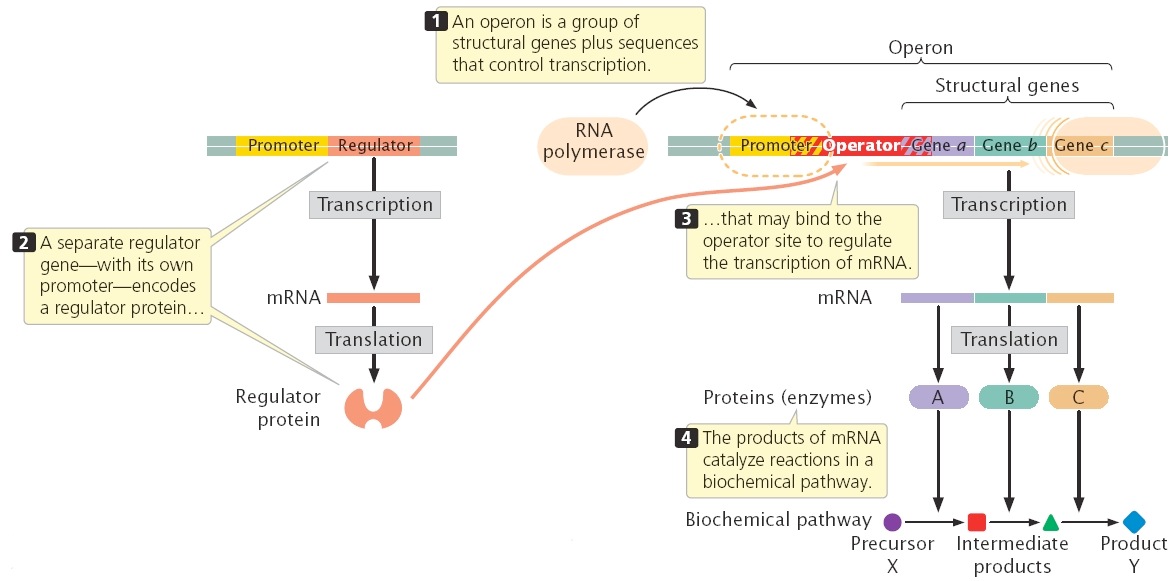 1 An operon is a group of
structural genes plus sequences
that control transcription.
Operon
Structural genes
RNA
polymerase
Promoter Regulator
Promoter Operator Gene a Gene b Gene c
Transcription
Transcription
2 A separate regulator
gene—with its own
promoter—encodes
a regulator protein…
3 …that may bind to the
operator site to regulate
the transcription of mRNA.
mRNA
mRNA
Translation
Translation
Regulator
protein
Proteins (enzymes)
A B C
4 The products of mRNA
catalyze reactions in a
biochemical pathway.
Biochemical pathway
Precursor
X
Intermediate
products
Product
Y